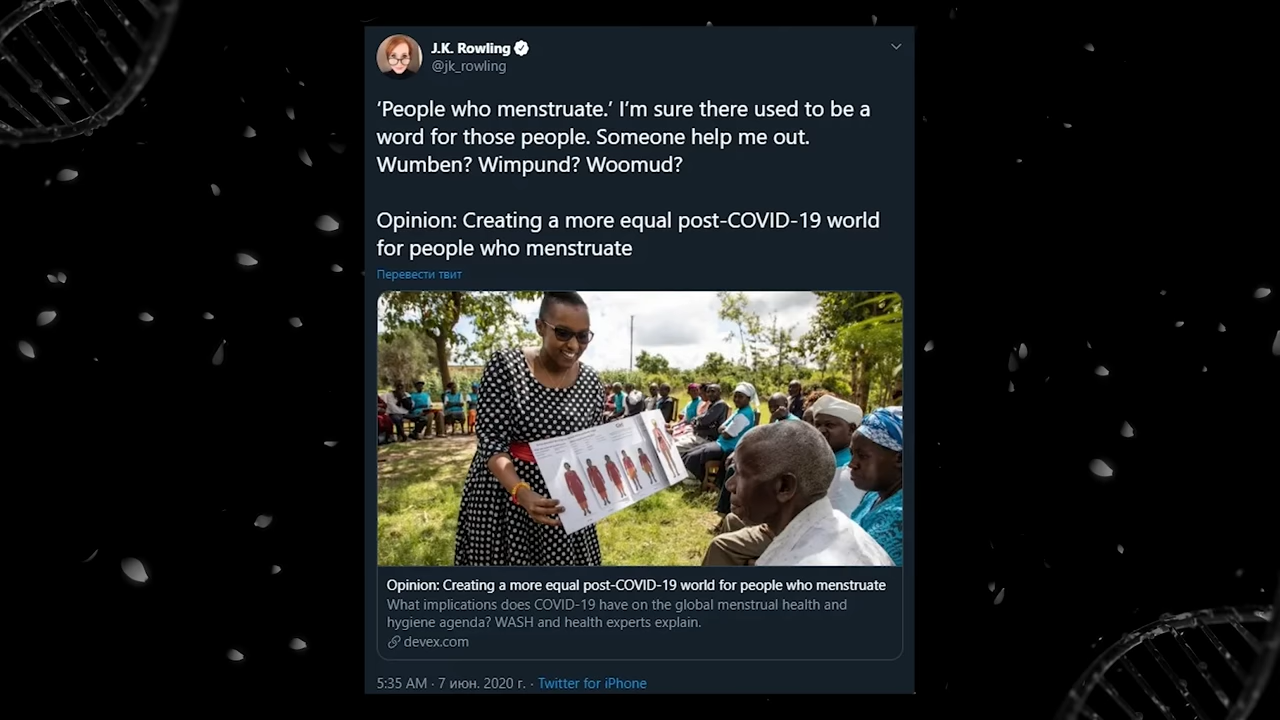 J.K. Rowling
@jk_rowling
‘People who menstruate.’ I’m sure there used to be a
word for those people. Someone help me out.
Wumben? Wimpund? Woomud?
Opinion: Creating a more equal post-COVID-19 world
for people who menstruate
Перевести твит
Opinion: Creating a more equal post-COVID-19 world for people who menstruate
What implications does COVID-19 have on the global menstrual health and
hygiene agenda? WASH and health experts explain.
devex.com
5:35 AM · 7 июн. 2020 г. · Twitter for iPhone